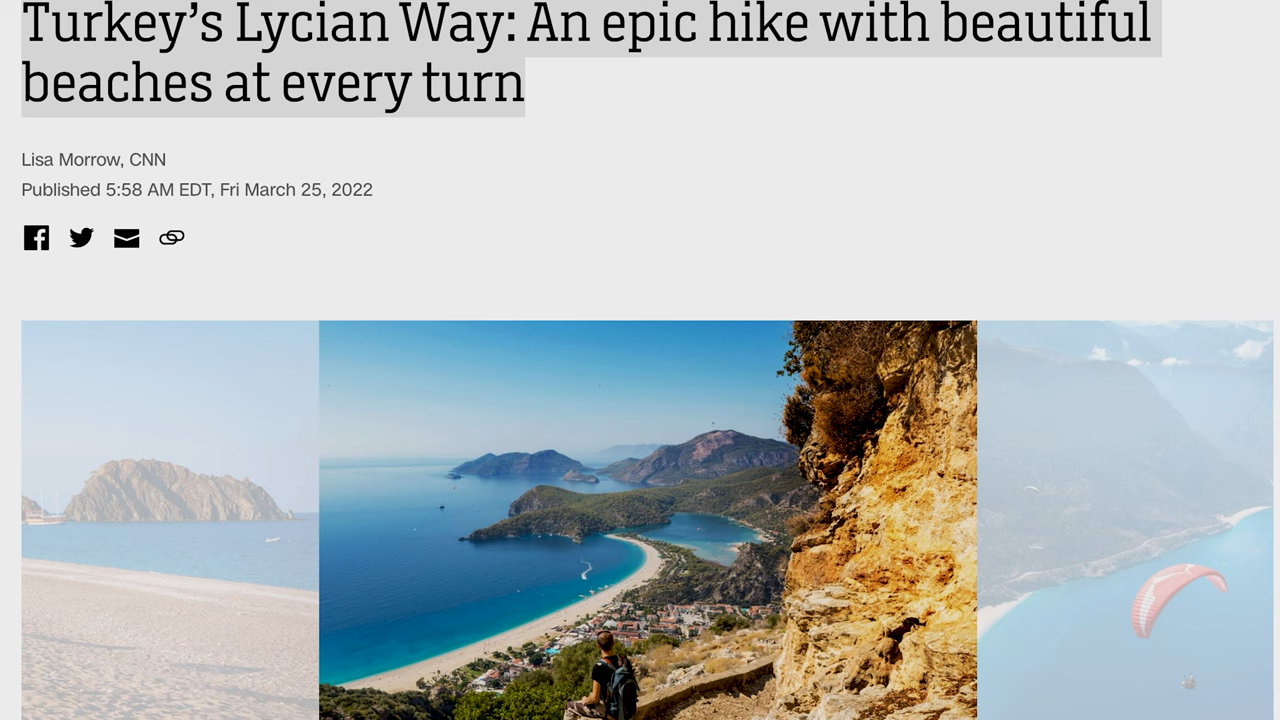 Turkey’s Lycian Way: An epic hike with beautiful
beaches at every turn
Lisa Morrow, CNN
Published 5:58 AM EDT, Fri March 25, 2022